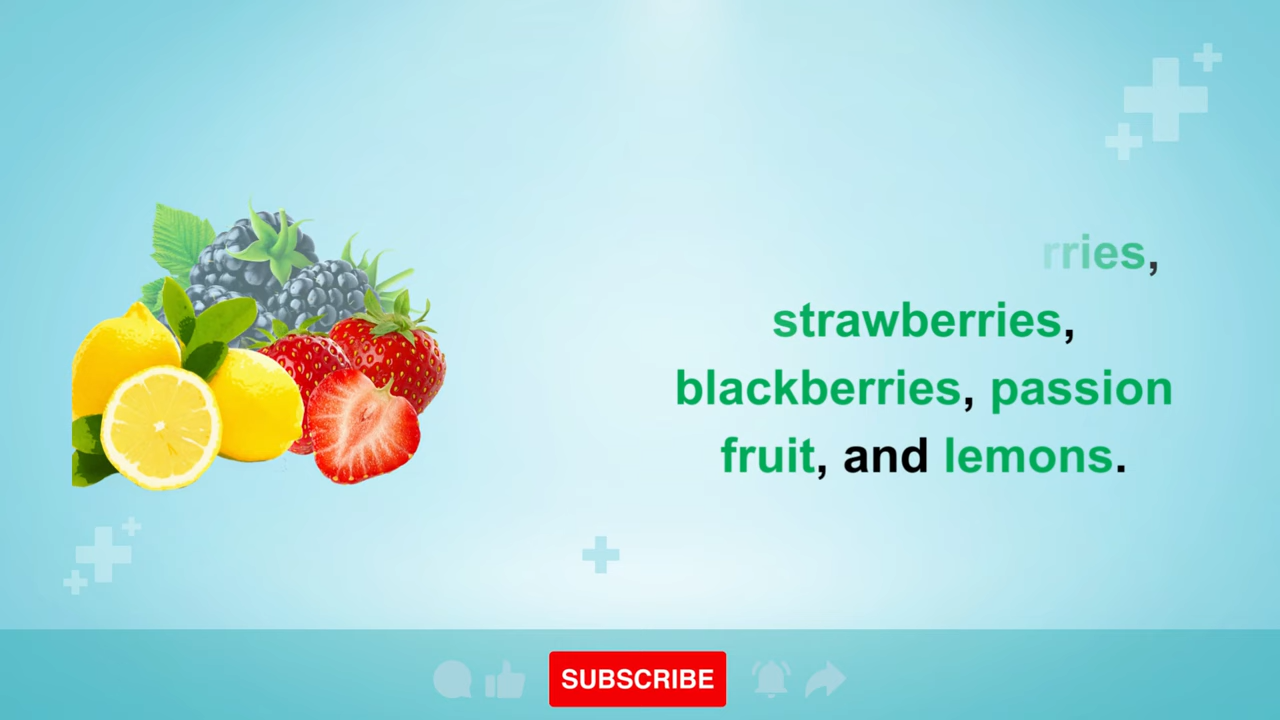 rries,
strawberries,
blackberries, passion
fruit, and lemons.
SUBSCRIBE